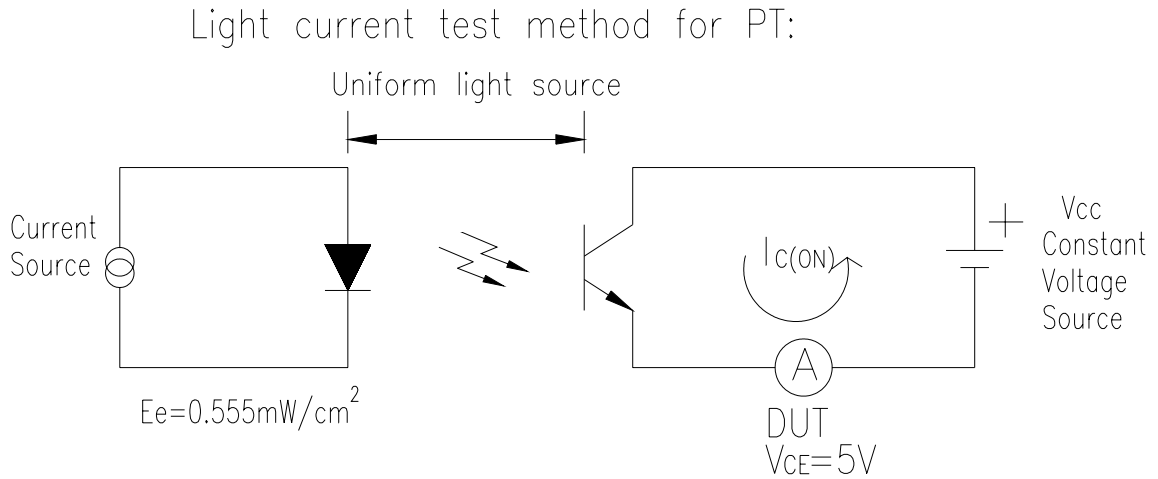 Light current test method for PT:
Uniform light source
Current
Source
Ee=0.555mW/cm²
IC(ON)
A
DUT
VCE=5V
+
Vcc
Constant
Voltage
Source